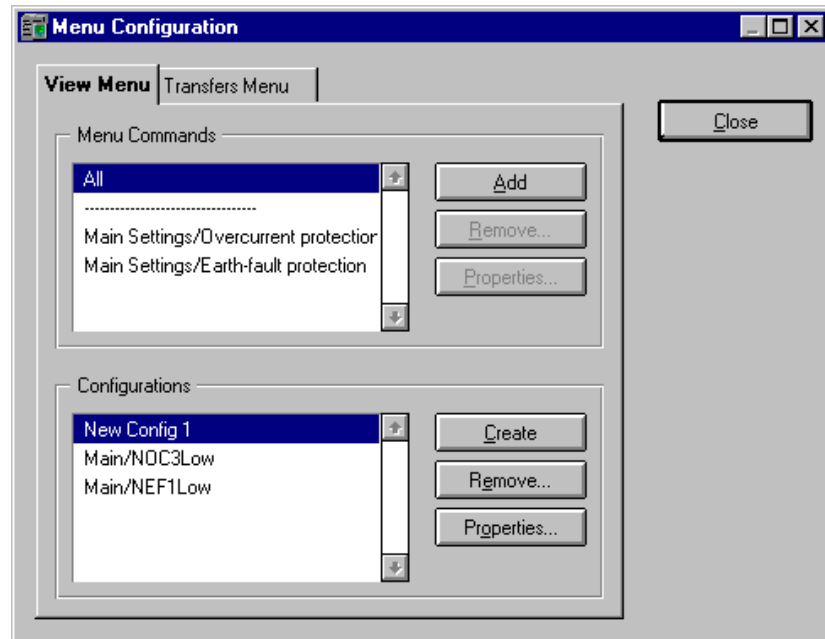 Menu Configuration
View Menu
Transfers Menu
Close
Menu Commands
All
---------------------------------
Main Settings/Overcurrent protection
Main Settings/Earth-fault protection
Add
Remove...
Properties...
Configurations
New Config 1
Main/NOC3Low
Main/NEF1Low
Create
Remove...
Properties...